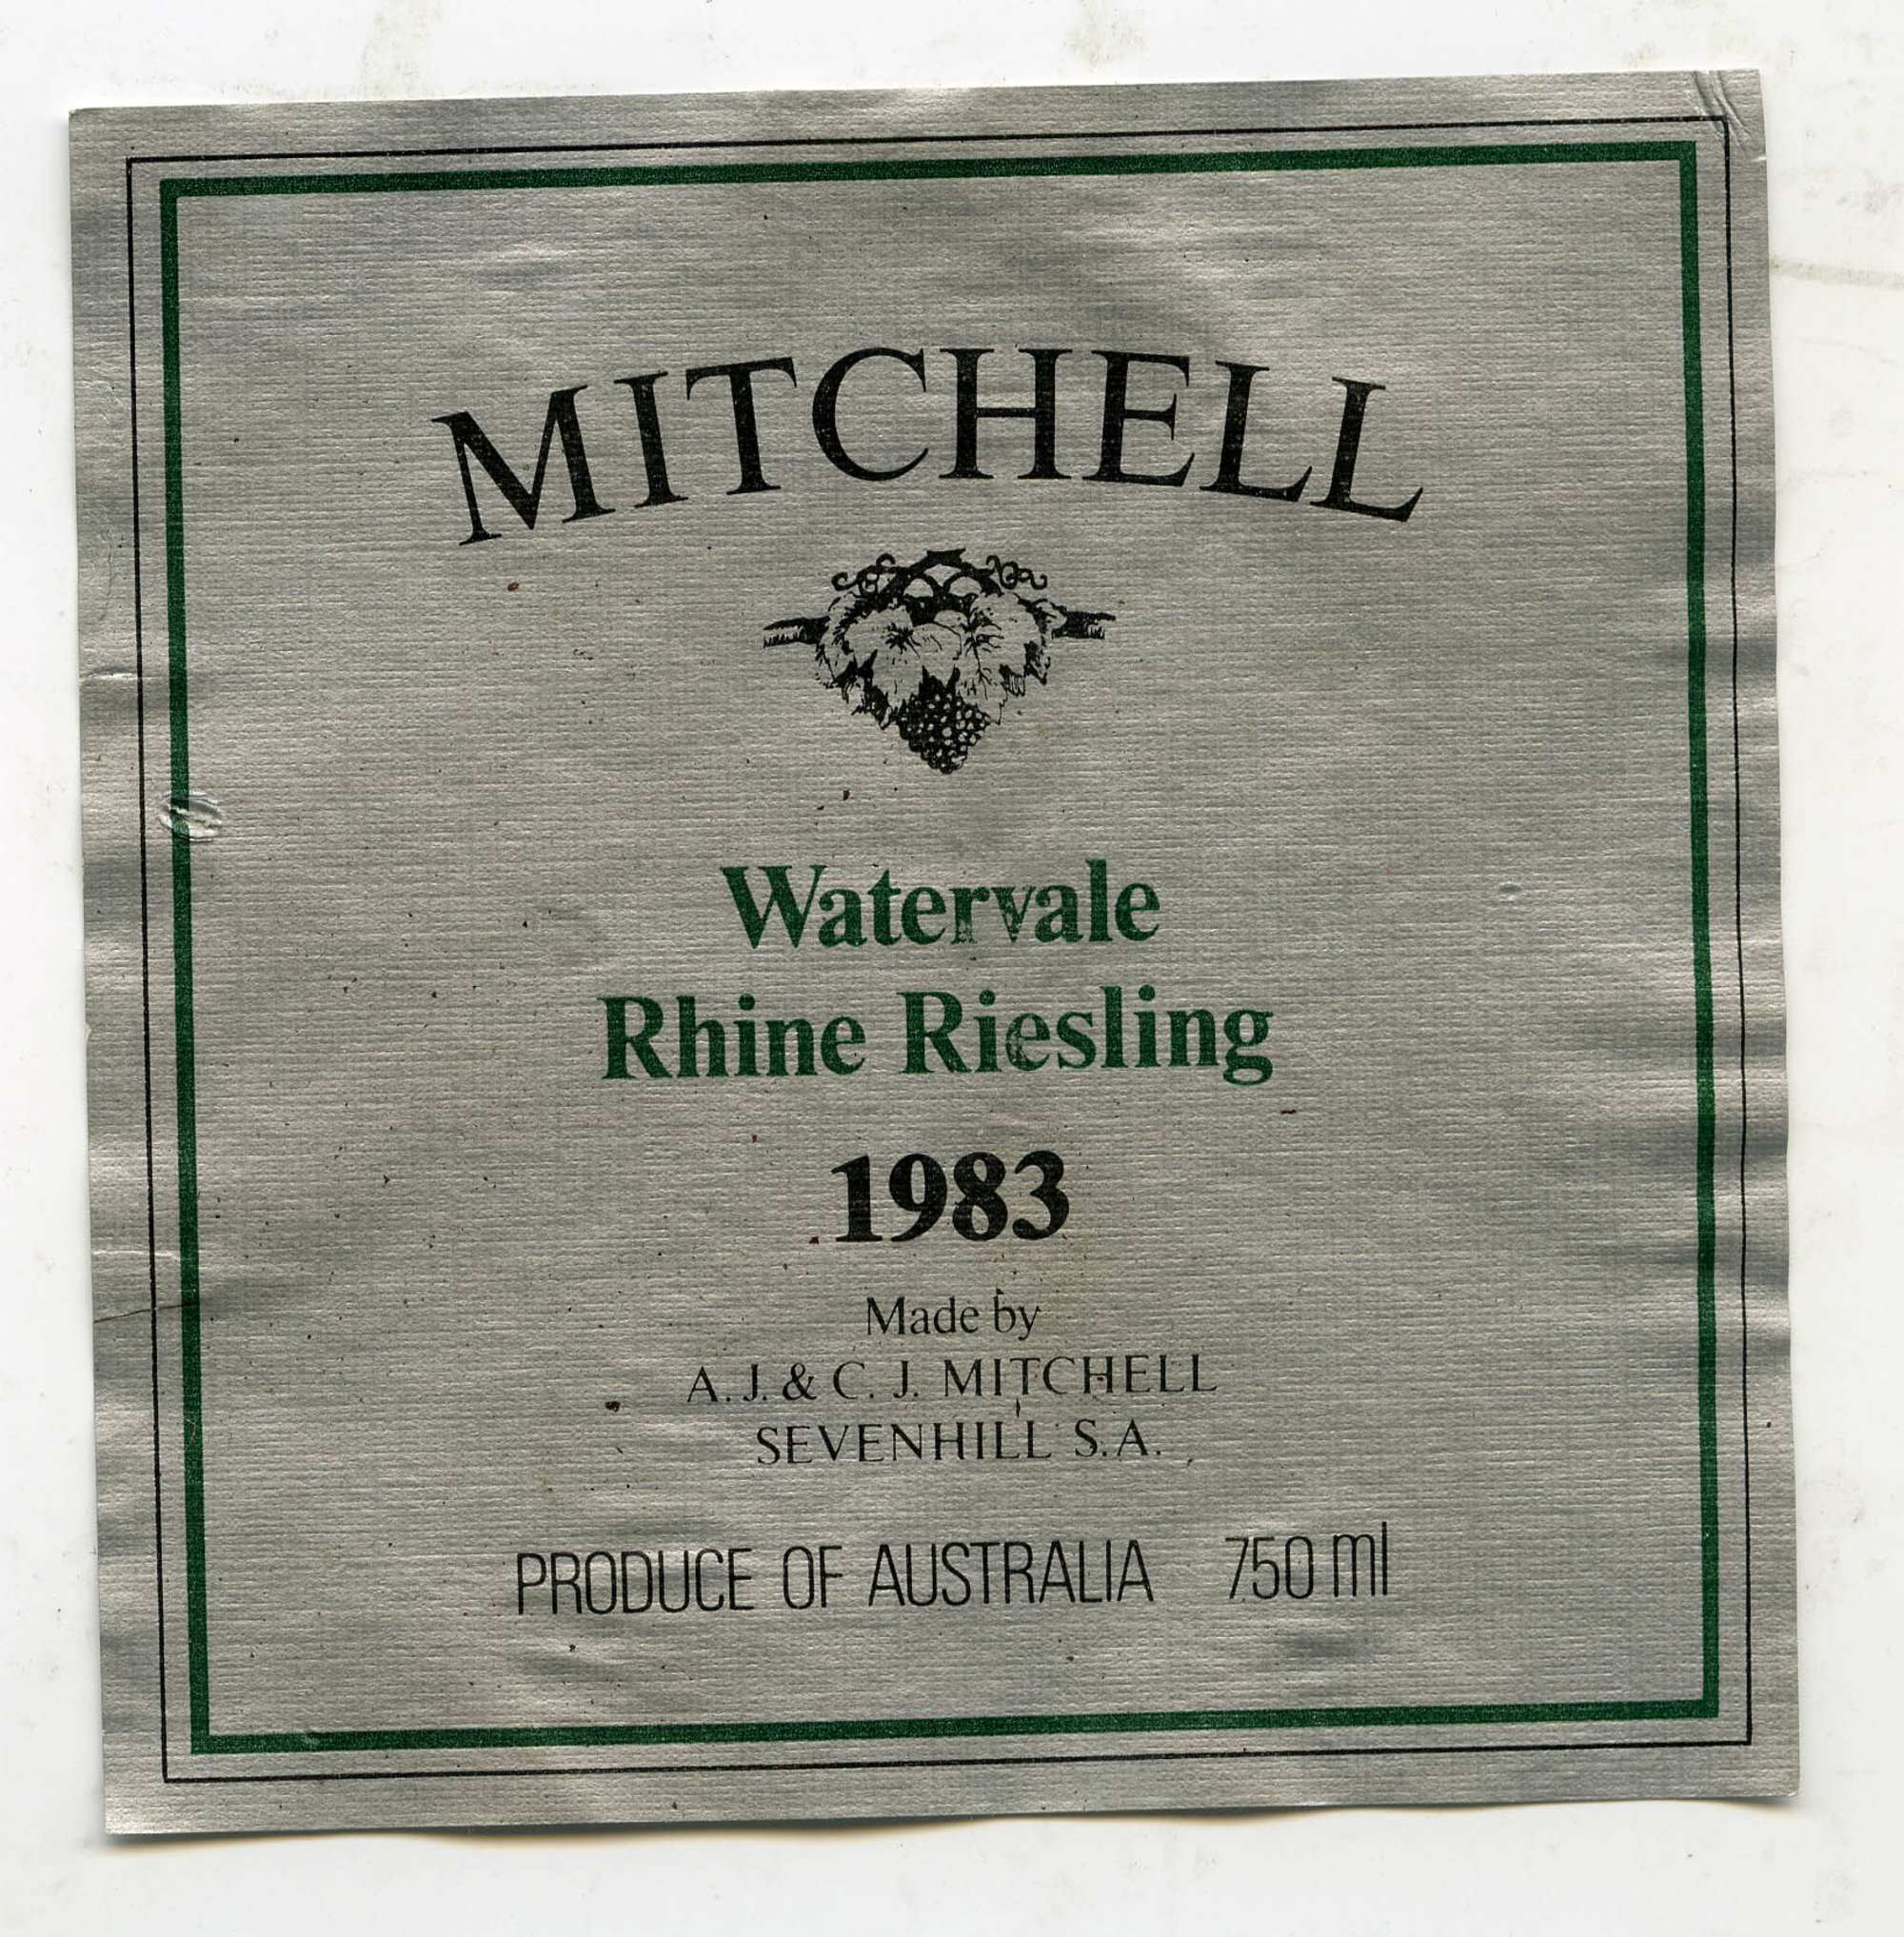 MITCHELL
Watervale
Rhine Riesling
1983
Made by
A. J. & C. J. MITCHELL
SEVENHILL S.A.
PRODUCE OF AUSTRALIA 750 ml